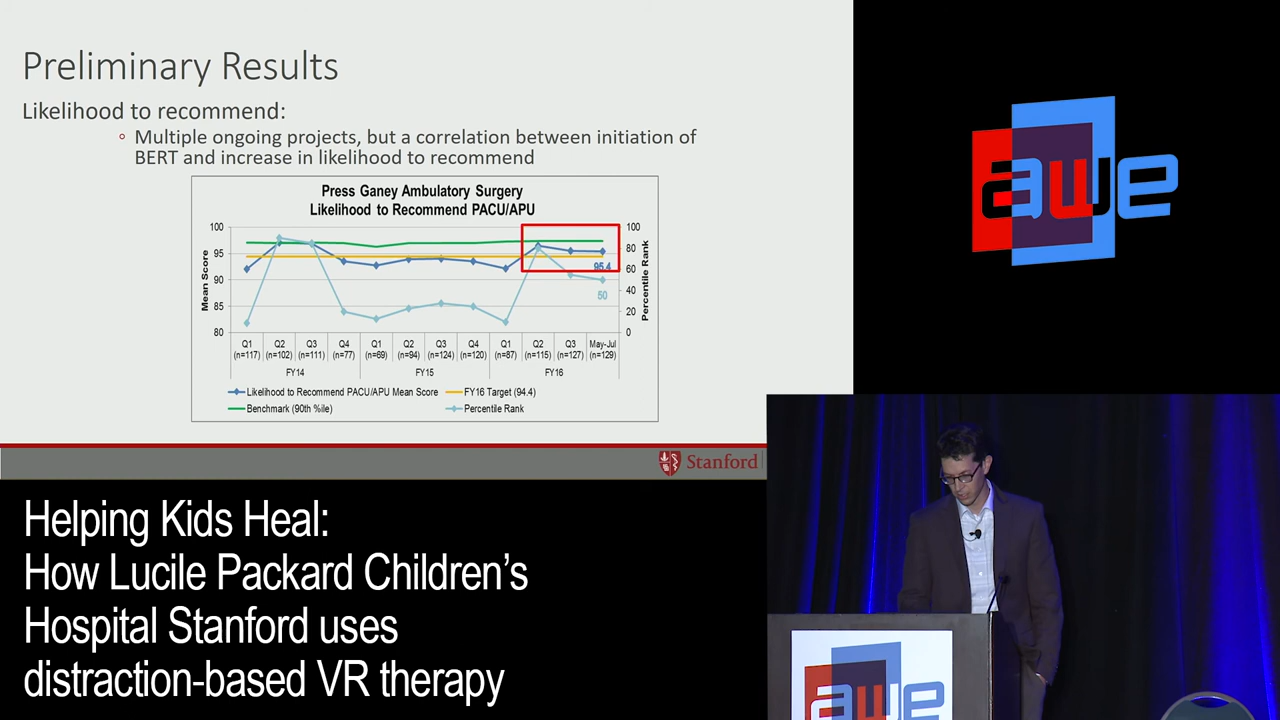 Preliminary Results
Likelihood to recommend:
◦ Multiple ongoing projects, but a correlation between initiation of
BERT and increase in likelihood to recommend
Press Ganey Ambulatory Surgery
Likelihood to Recommend PACU/APU
100
95
90
85
80
Mean Score
100
80
60
40
20
0
Percentile Rank
95.4
50
Q1 Q2 Q3 Q4 Q1 Q2 Q3 Q4 Q1 Q2 Q3 May-Jul
(n=117) (n=102) (n=111) (n=77) (n=69) (n=94) (n=124) (n=120) (n=87) (n=115) (n=127) (n=129)
FY14 FY15 FY16
Likelihood to Recommend PACU/APU Mean Score FY16 Target (94.4)
Benchmark (90th %ile) Percentile Rank
Stanford
awe
Helping Kids Heal:
How Lucile Packard Children’s
Hospital Stanford uses
distraction-based VR therapy
awe